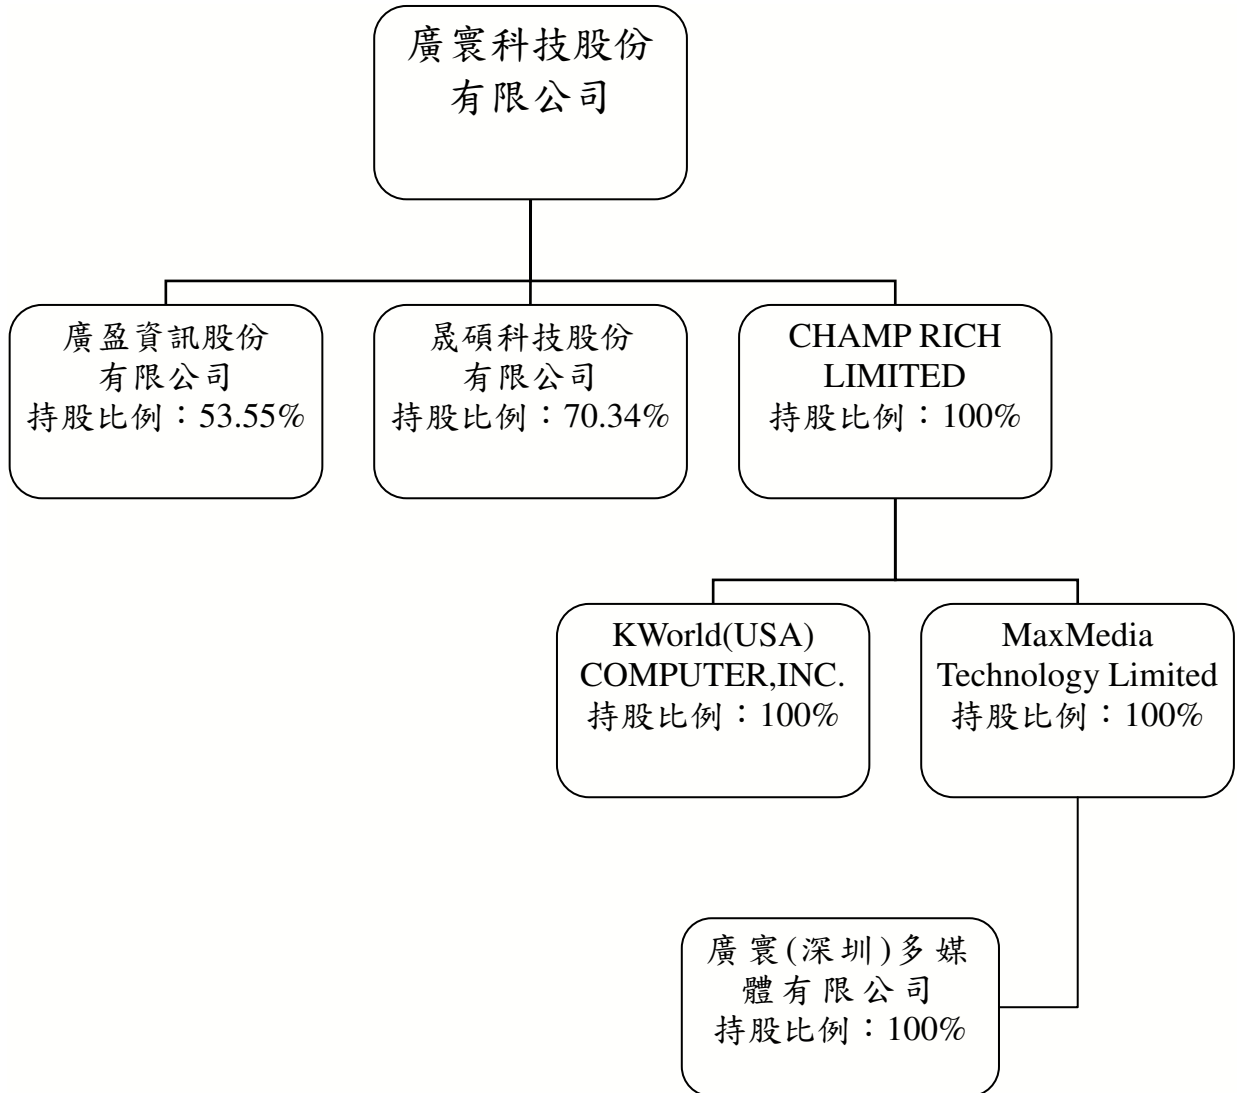 廣寰科技股份
有限公司
廣盈資訊股份
有限公司
持股比例：53.55%
晟碩科技股份
有限公司
持股比例：70.34%
CHAMP RICH
LIMITED
持股比例：100%
KWorld(USA)
COMPUTER,INC.
持股比例：100%
MaxMedia
Technology Limited
持股比例：100%
廣寰(深圳)多媒
體有限公司
持股比例：100%